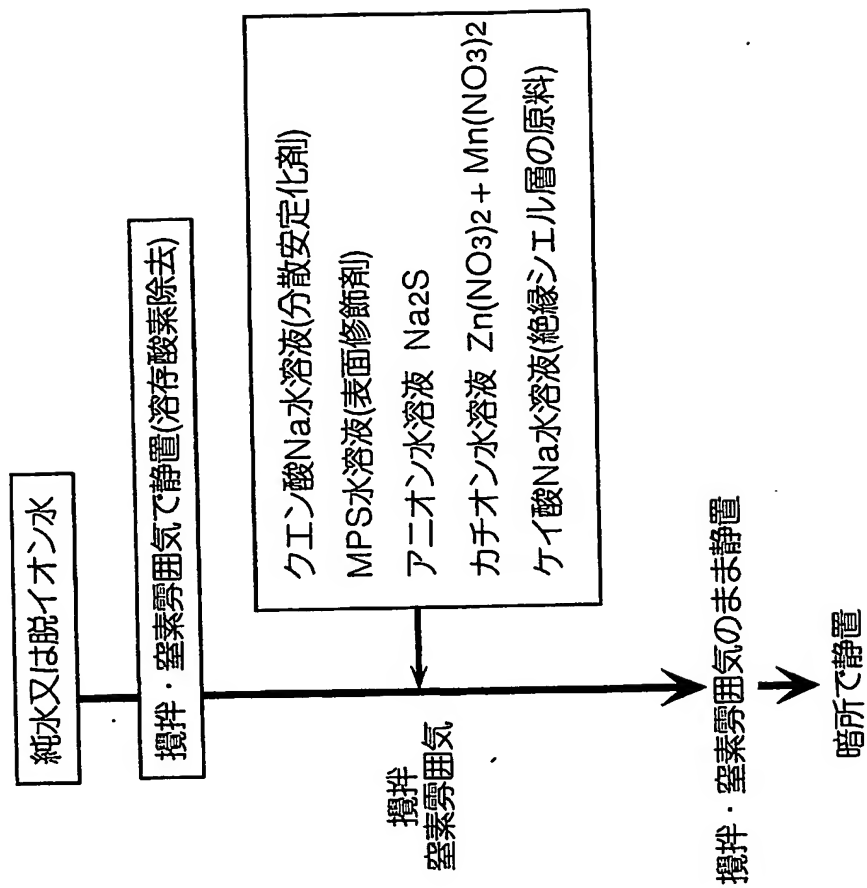 純水又は脱イオン水
攪拌・窒素雰囲気で静置(溶存酸素除去)
クエン酸Na水溶液(分散安定化剤)
MPS水溶液(表面修飾剤)
アニオン水溶液 Na2S
カチオン水溶液 Zn(NO3)2 + Mn(NO3)2
ケイ酸Na水溶液(絶縁シェル層の原料)
攪拌
窒素雰囲気
攪拌・窒素雰囲気のまま静置
暗所で静置